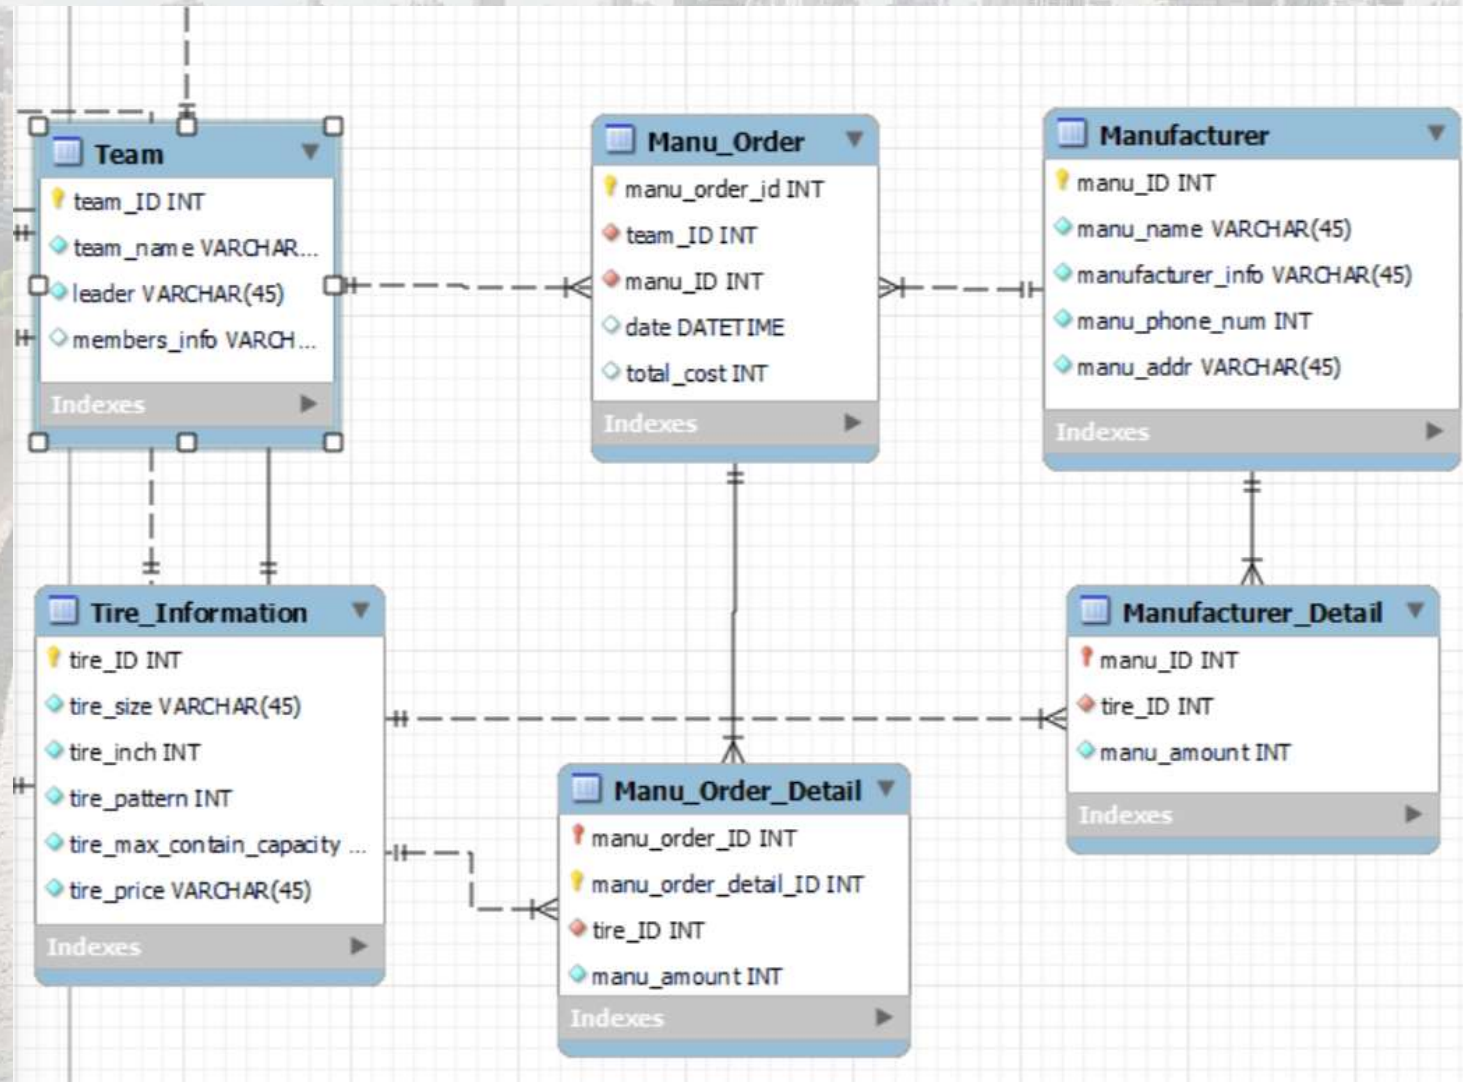 Team
team_ID INT
team_name VARCHAR...
leader VARCHAR(45)
members_info VARCH...
Indexes
Manu_Order
manu_order_id INT
team_ID INT
manu_ID INT
date DATETIME
total_cost INT
Indexes
Manufacturer
manu_ID INT
manu_name VARCHAR(45)
manufacturer_info VARCHAR(45)
manu_phone_num INT
manu_addr VARCHAR(45)
Indexes
Tire_Information
tire_ID INT
tire_size VARCHAR(45)
tire_inch INT
tire_pattern INT
tire_max_contain_capacity ...
tire_price VARCHAR(45)
Indexes
Manu_Order_Detail
manu_order_ID INT
manu_order_detail_ID INT
tire_ID INT
manu_amount INT
Indexes
Manufacturer_Detail
manu_ID INT
tire_ID INT
manu_amount INT
Indexes